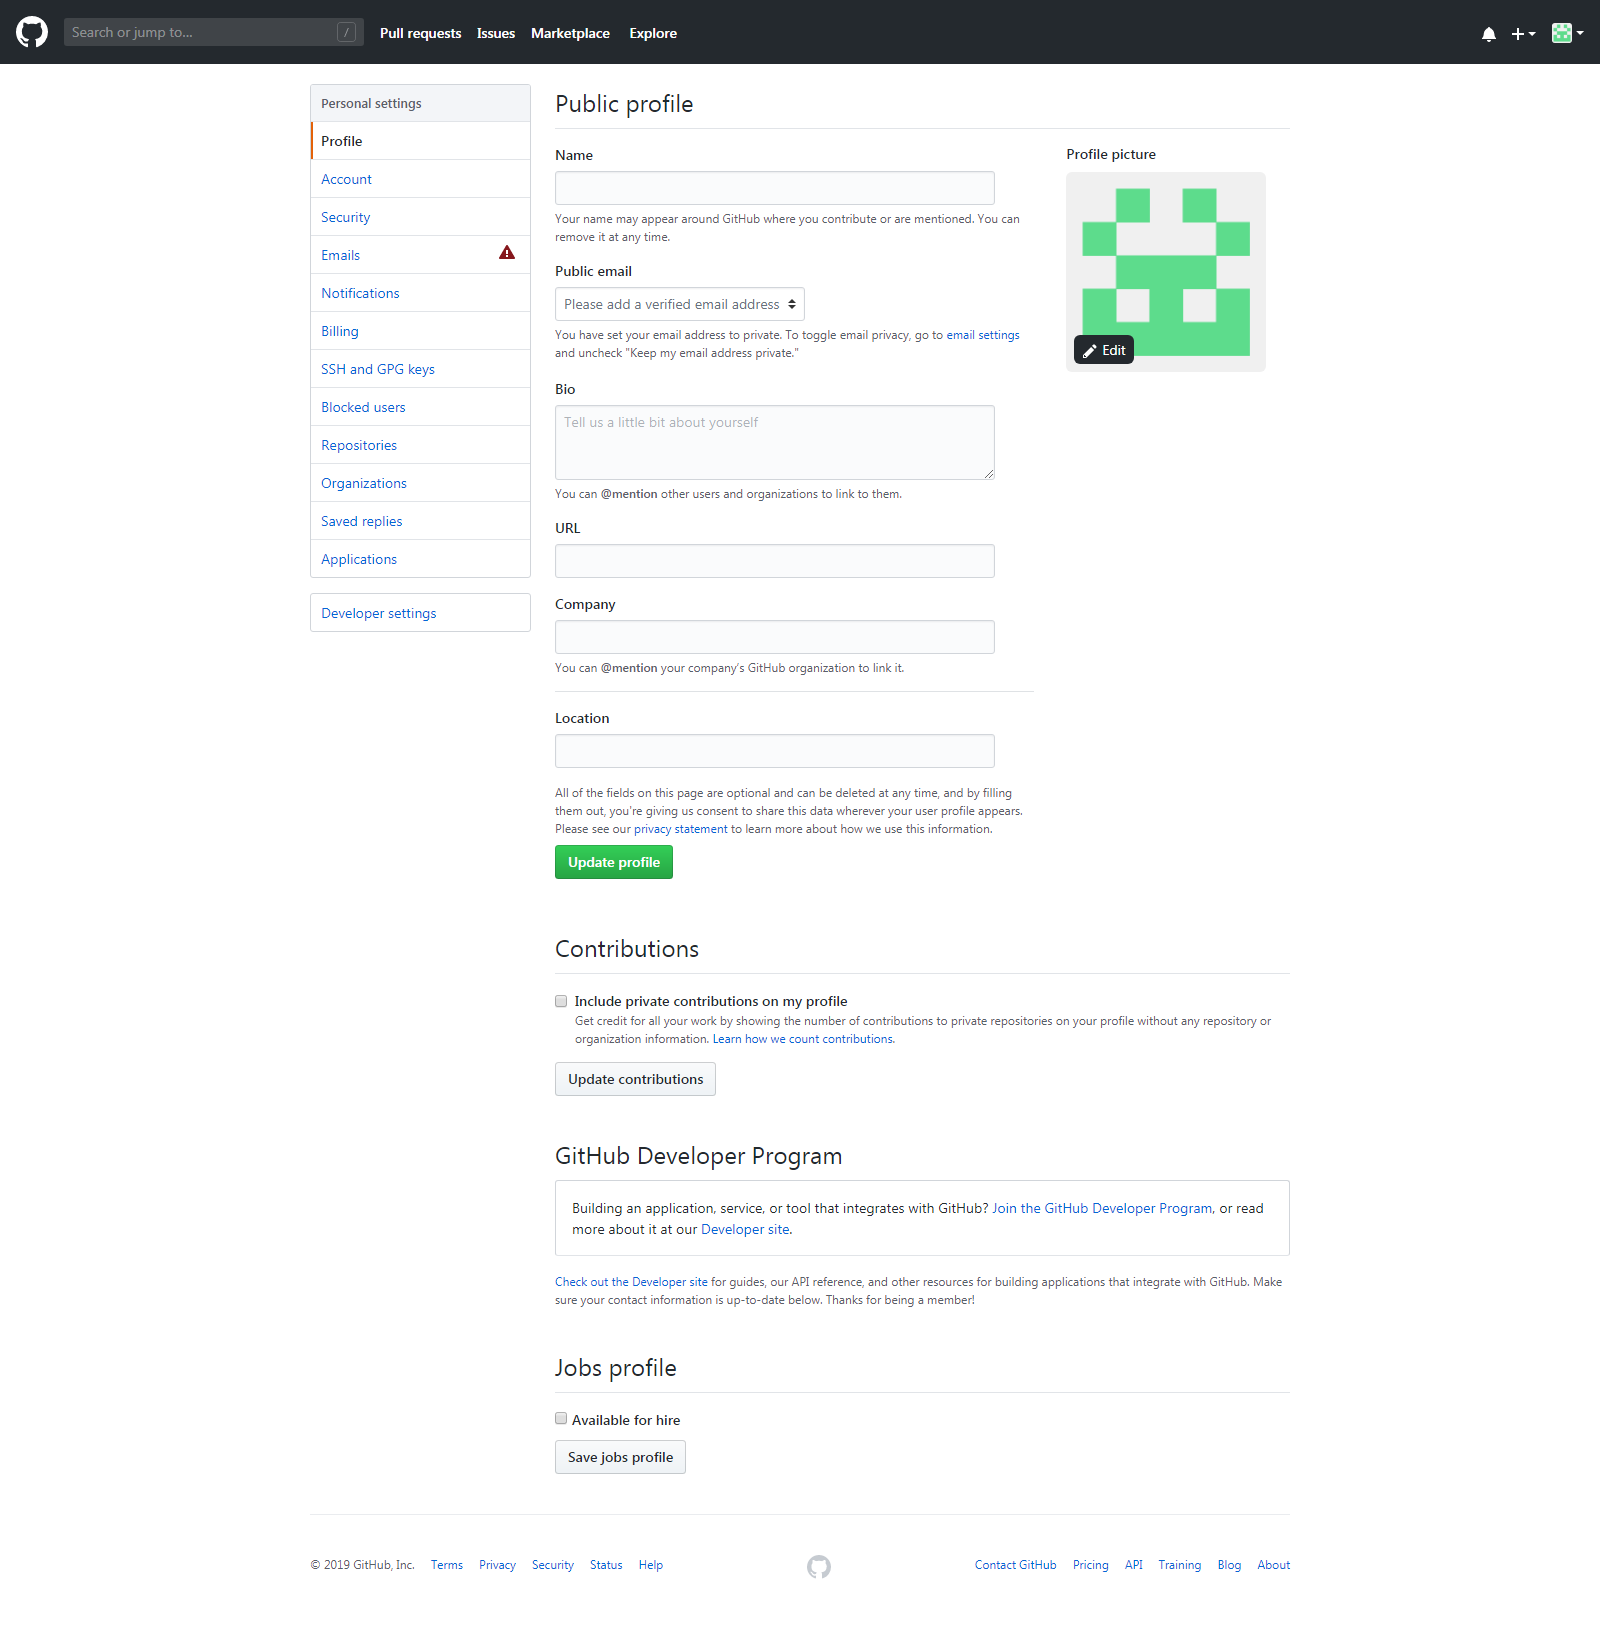 Search or jump to...
/
Pull requests
Issues
Marketplace
Explore
Personal settings
Profile
Account
Security
Emails
Notifications
Billing
SSH and GPG keys
Blocked users
Repositories
Organizations
Saved replies
Applications
Developer settings
Public profile
Name
Your name may appear around GitHub where you contribute or are mentioned. You can
remove it at any time.
Public email
Please add a verified email address
You have set your email address to private. To toggle email privacy, go to email settings
and uncheck "Keep my email address private."
Bio
Tell us a little bit about yourself
You can @mention other users and organizations to link to them.
URL
Company
You can @mention your company's GitHub organization to link it.
Location
All of the fields on this page are optional and can be deleted at any time, and by filling
them out, you're giving us consent to share this data wherever your user profile appears.
Please see our privacy statement to learn more about how we use this information.
Update profile
Profile picture
Edit
Contributions
Include private contributions on my profile
Get credit for all your work by showing the number of contributions to private repositories on your profile without any repository or
organization information. Learn how we count contributions.
Update contributions
GitHub Developer Program
Building an application, service, or tool that integrates with GitHub? Join the GitHub Developer Program, or read
more about it at our Developer site.
Check out the Developer site for guides, our API reference, and other resources for building applications that integrate with GitHub. Make
sure your contact information is up-to-date below. Thanks for being a member!
Jobs profile
Available for hire
Save jobs profile
© 2019 GitHub, Inc.
Terms
Privacy
Security
Status
Help
Contact GitHub
Pricing
API
Training
Blog
About